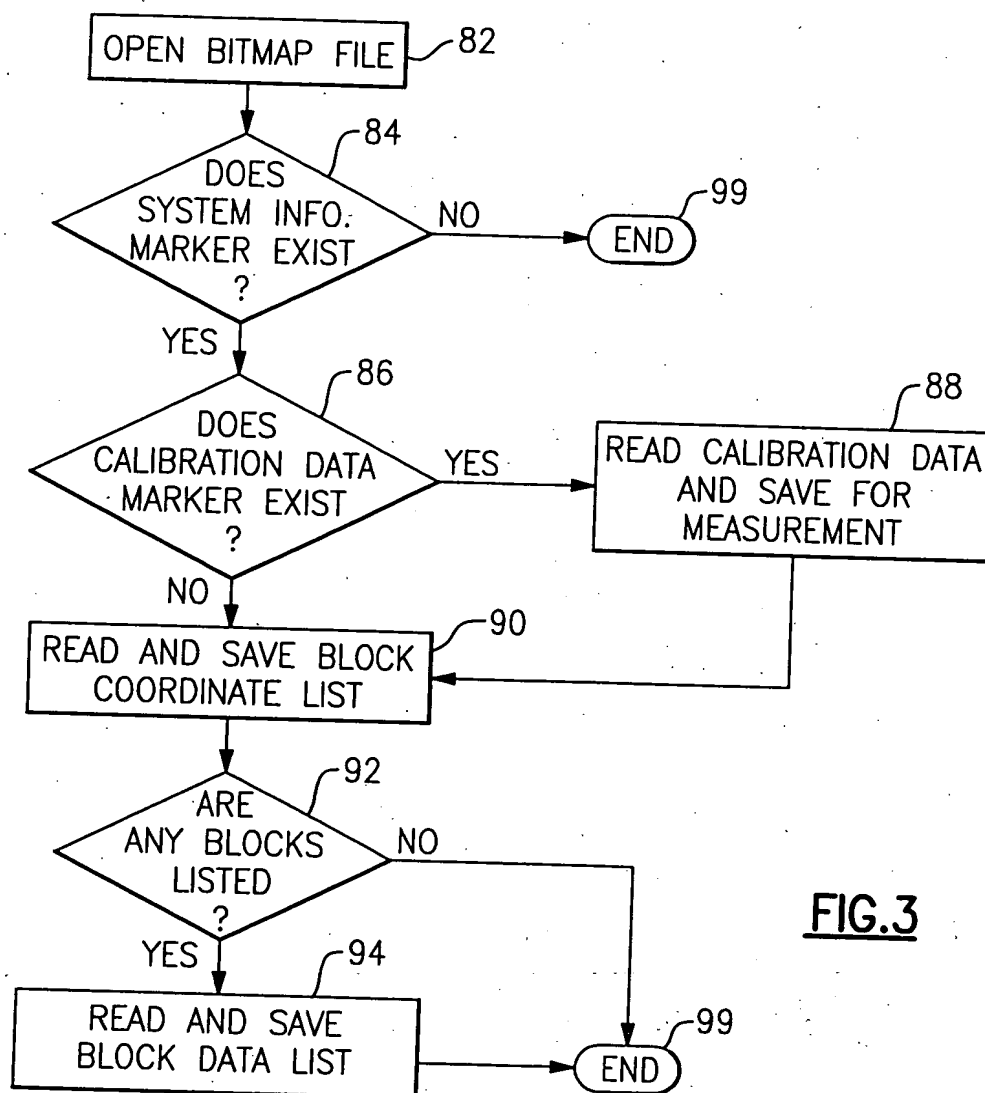 OPEN BITMAP FILE
82
84
DOES
SYSTEM INFO.
MARKER EXIST
?
NO
99
END
YES
86
DOES
CALIBRATION DATA
MARKER EXIST
?
YES
88
READ CALIBRATION DATA
AND SAVE FOR
MEASUREMENT
NO
90
READ AND SAVE BLOCK
COORDINATE LIST
92
ARE
ANY BLOCKS
LISTED
?
NO
YES
94
READ AND SAVE
BLOCK DATA LIST
99
END
FIG.3